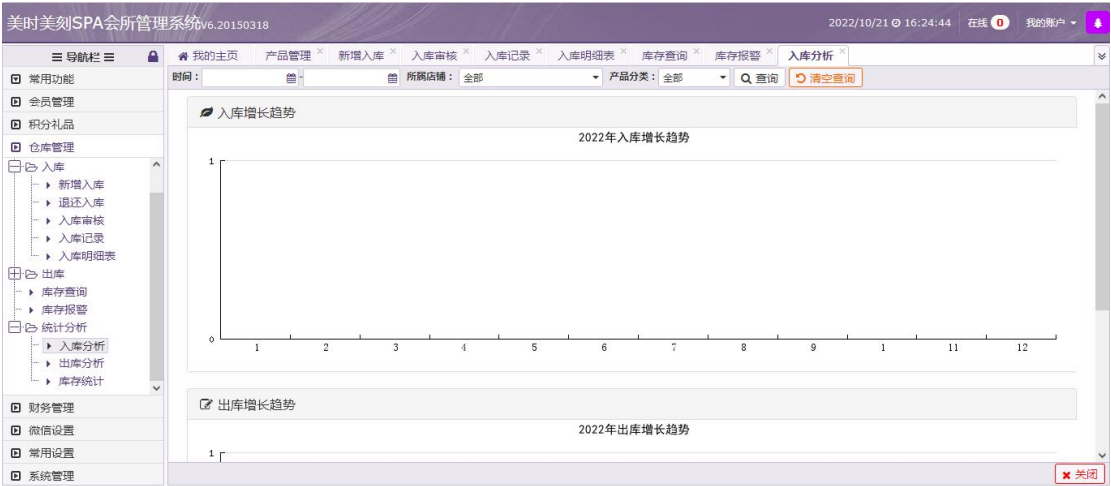 美时美刻SPA会所管理系统V6.20150318
2022/10/21 16:24:44 在线 0 我的账户
导航栏
我的主页 产品管理 新增入库 入库审核 入库记录 入库明细表 库存查询 库存报警 入库分析
时间： - 所属店铺： 全部 产品分类： 全部 查询 清空查询
常用功能
会员管理
积分礼品
仓库管理
入库
新增入库
退还入库
入库审核
入库记录
入库明细表
出库
库存查询
库存报警
统计分析
入库分析
出库分析
库存统计
财务管理
微信设置
常用设置
系统管理
入库增长趋势
2022年入库增长趋势
1
0
1 2 3 4 5 6 7 8 9 1 11 12
出库增长趋势
2022年出库增长趋势
1
关闭